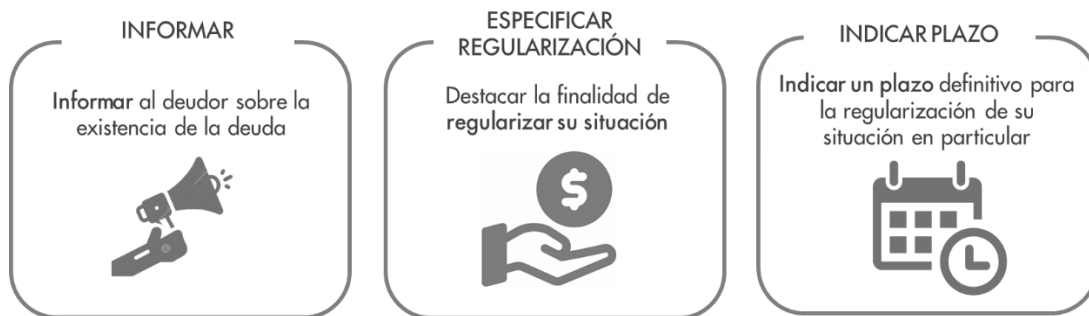 INFORMAR
Informar al deudor sobre la
existencia de la deuda
ESPECIFICAR
REGULARIZACIÓN
Destacar la finalidad de
regularizar su situación
$
INDICAR PLAZO
Indicar un plazo definitivo para
la regularización de su
situación en particular